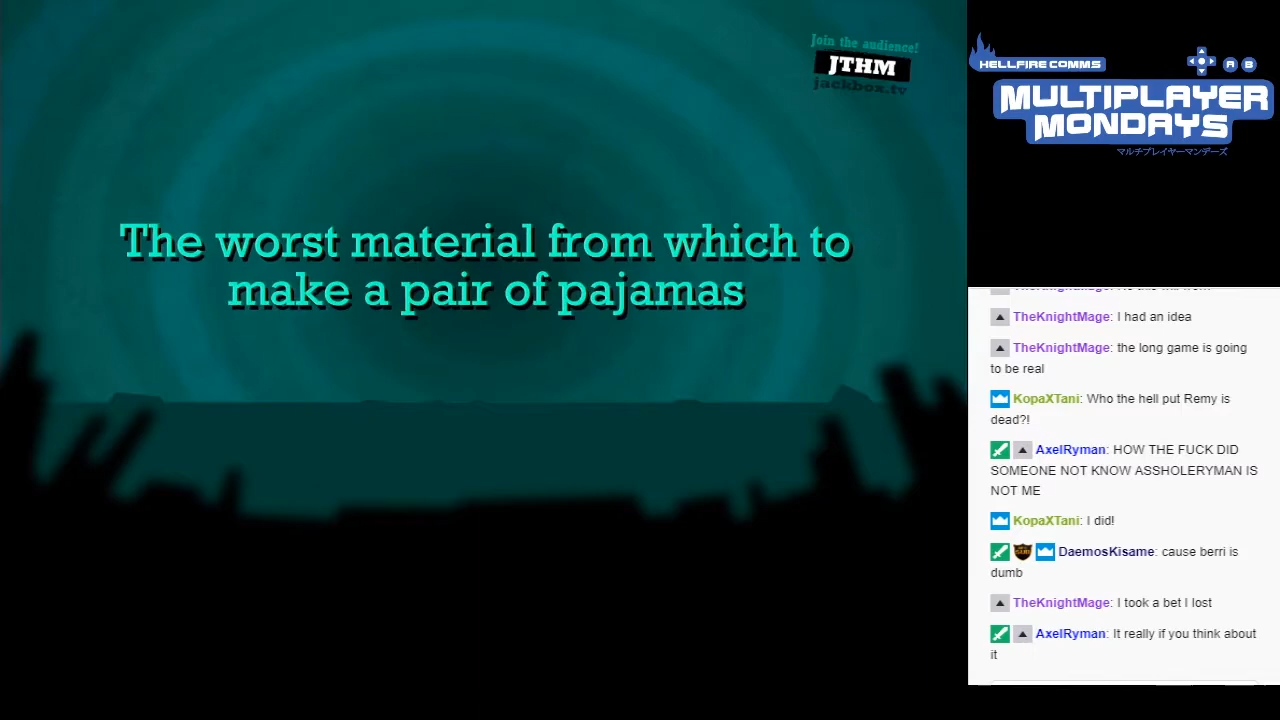 Join the audience!
JTHM
jackbox.tv
The worst material from which to
make a pair of pajamas
HELLFIRE COMMS
A B
MULTIPLAYER
MONDAYS
マルチプレイヤーマンデーズ
TheKnightMage: I had an idea
TheKnightMage: the long game is going
to be real
KopaXTani: Who the hell put Remy is
dead?!
AxelRyman: HOW THE FUCK DID
SOMEONE NOT KNOW ASSHOLERYMAN IS
NOT ME
KopaXTani: I did!
DaemosKisame: cause berri is
dumb
TheKnightMage: I took a bet I lost
AxelRyman: It really if you think about
it